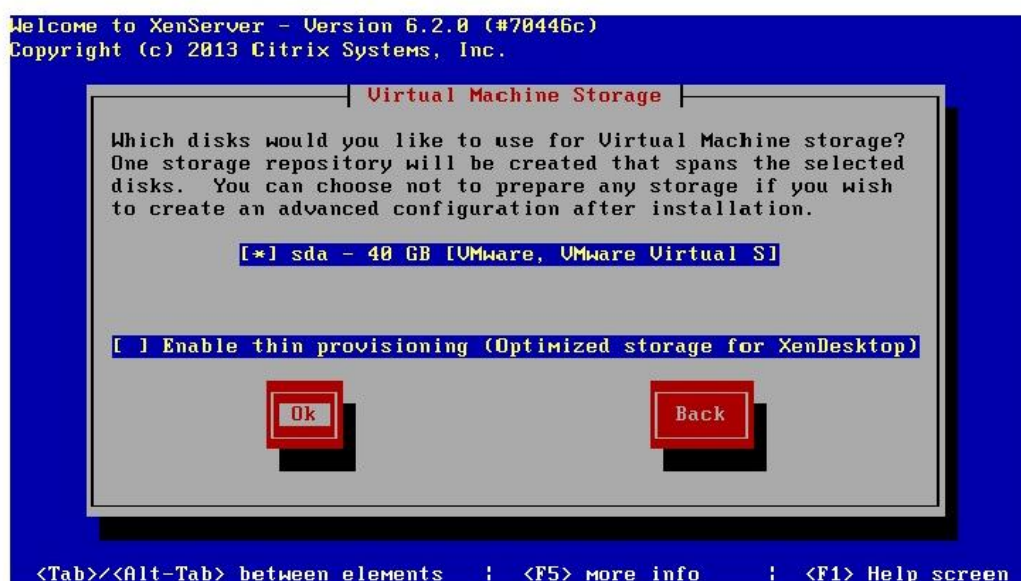 Welcome to XenServer - Version 6.2.0 (#70446c)
Copyright (c) 2013 Citrix Systems, Inc.
Virtual Machine Storage
Which disks would you like to use for Virtual Machine storage?
One storage repository will be created that spans the selected
disks.  You can choose not to prepare any storage if you wish
to create an advanced configuration after installation.
[*] sda - 40 GB [VMware, VMware Virtual S]
[ ] Enable thin provisioning (Optimized storage for XenDesktop)
Ok Back
<Tab>/<Alt-Tab> between elements | <F5> more info | <F1> Help screen